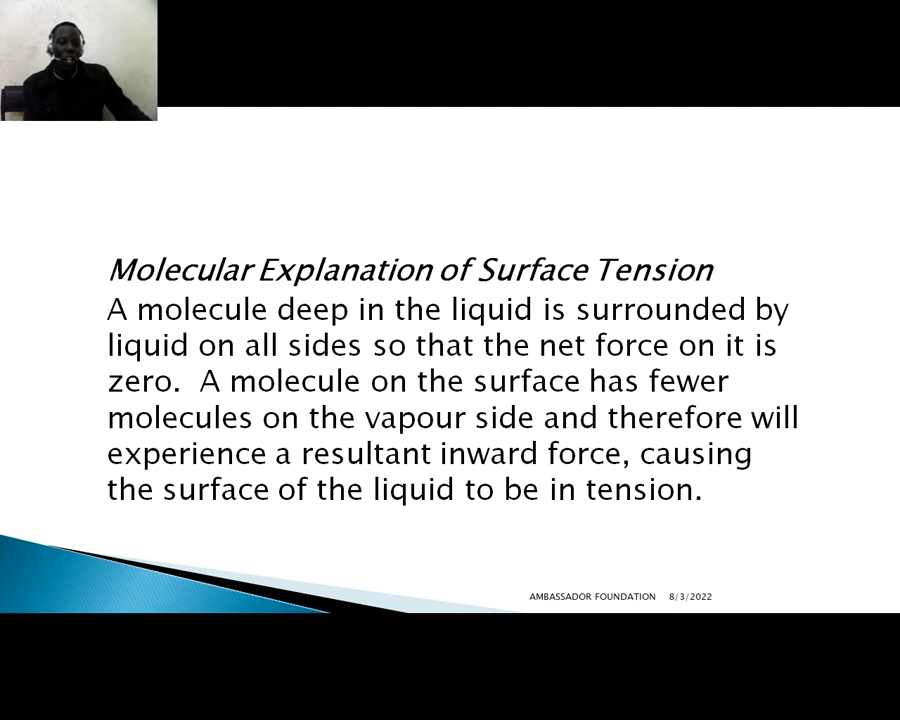 Molecular Explanation of Surface Tension
A molecule deep in the liquid is surrounded by
liquid on all sides so that the net force on it is
zero.  A molecule on the surface has fewer
molecules on the vapour side and therefore will
experience a resultant inward force, causing
the surface of the liquid to be in tension.
AMBASSADOR FOUNDATION    8/3/2022